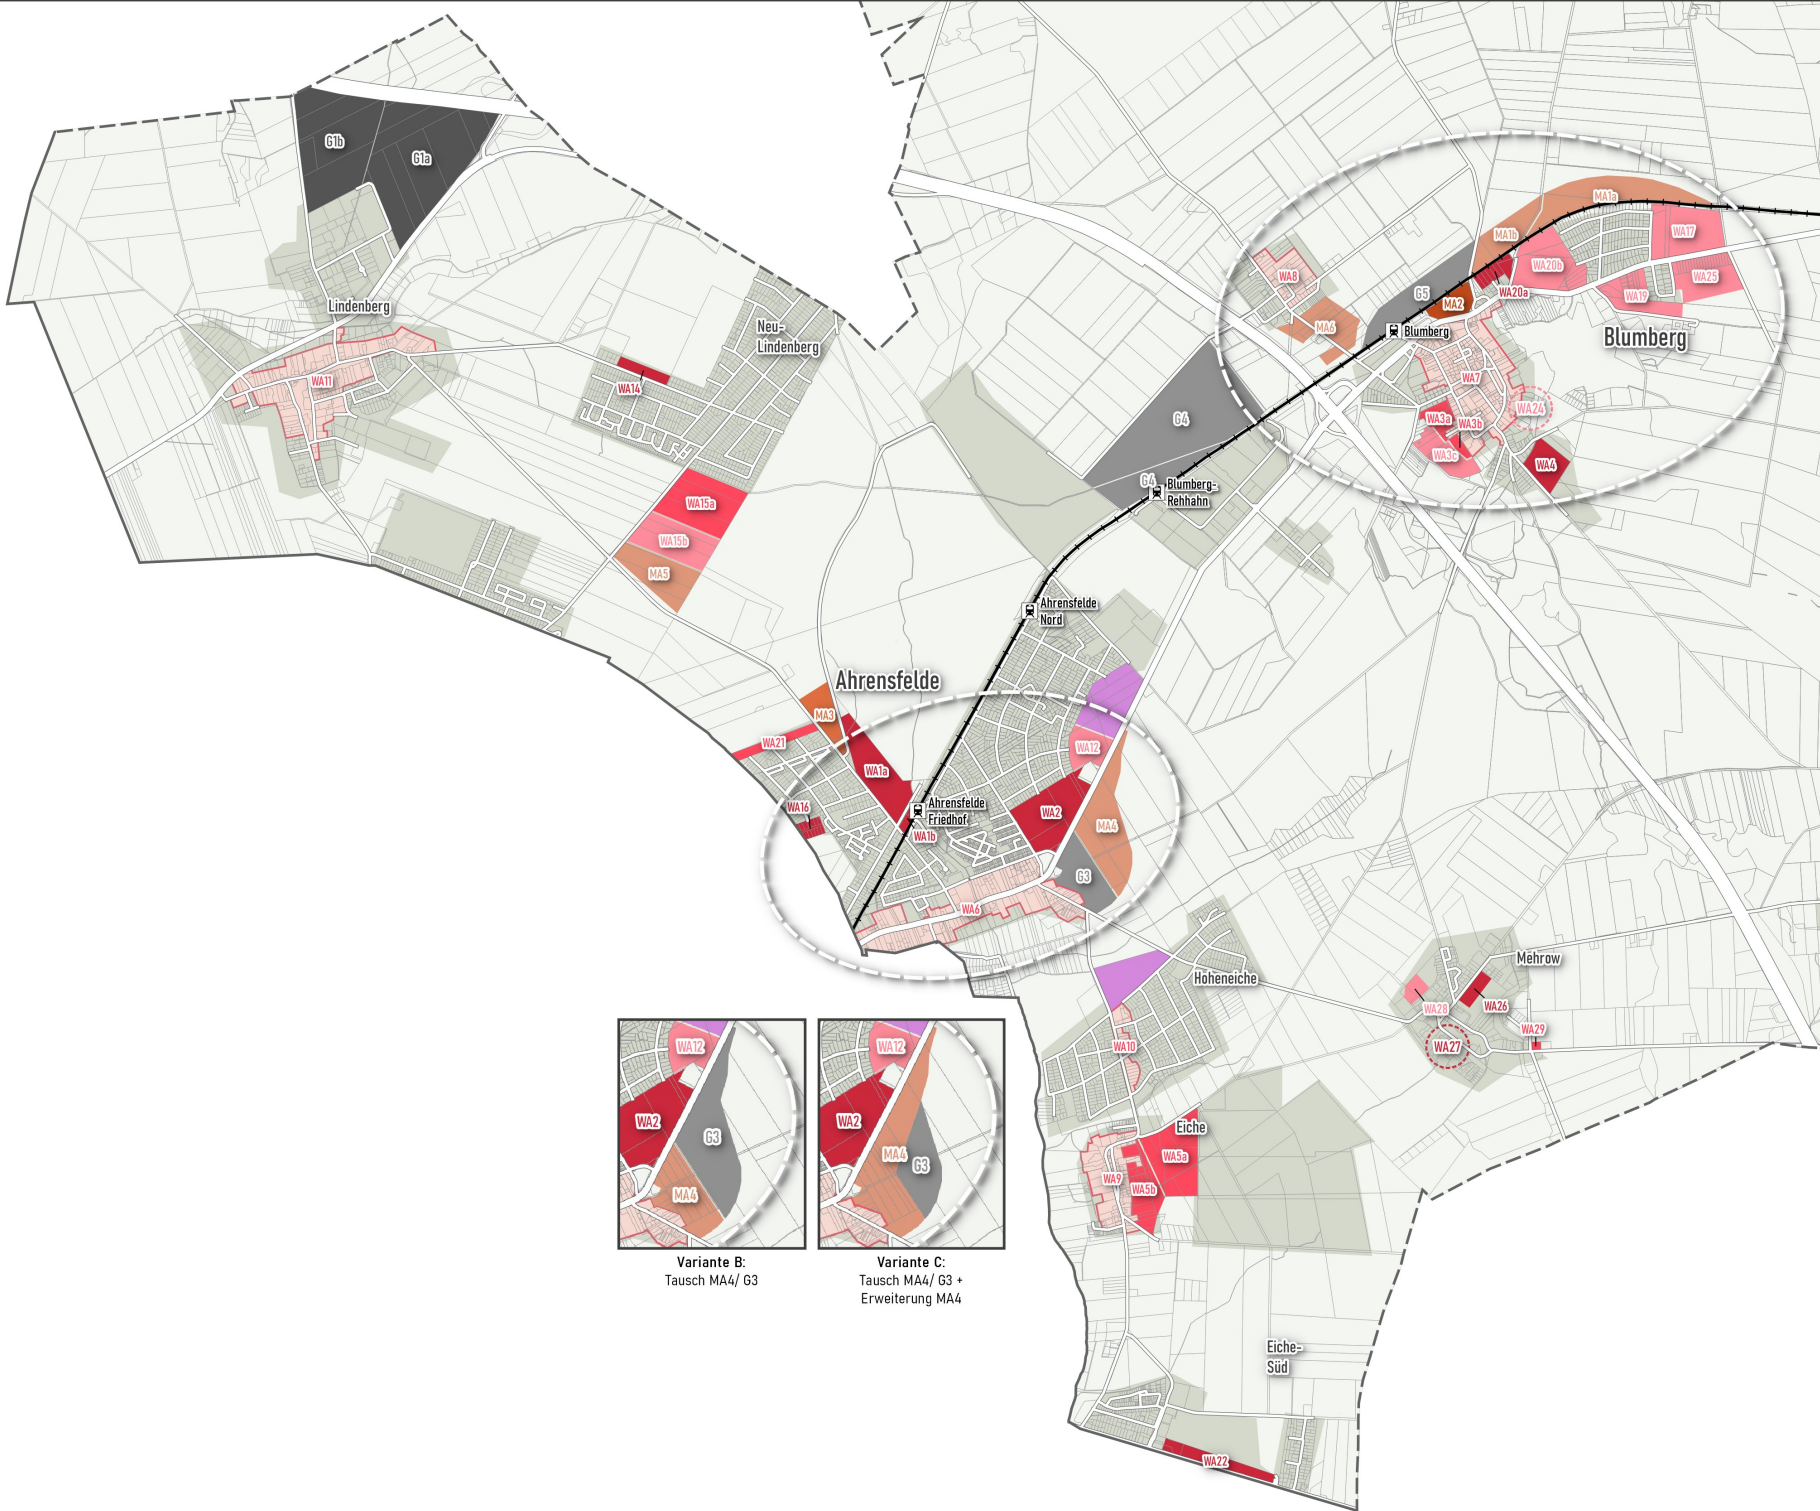 G1b
G1a
MA1a
WA17
MA1b
WA20b
WA8
WA25
G5
WA20a
WA19
MA2
Lindenberg
MA6
Blumberg
Blumberg
Neu-
Lindenberg
WA11
WA14
WA7
WA24
G4
WA3a
WA3b
WA3c
WA4
G4
Blumberg-
Rehhahn
WA15a
WA15b
MA5
Ahrensfelde
Nord
Ahrensfelde
MA3
WA21
WA12
WA1a
WA16
Ahrensfelde
Friedhof
WA2
MA4
WA1b
G3
WA6
Mehrow
Hoheneiche
WA28
WA26
WA29
WA10
WA27
WA12
WA2
G3
MA4
WA12
WA2
MA4
G3
Eiche
WA5a
WA9
WA5b
Variante B:
Tausch MA4/ G3
Variante C:
Tausch MA4/ G3 +
Erweiterung MA4
Eiche-
Süd
WA22